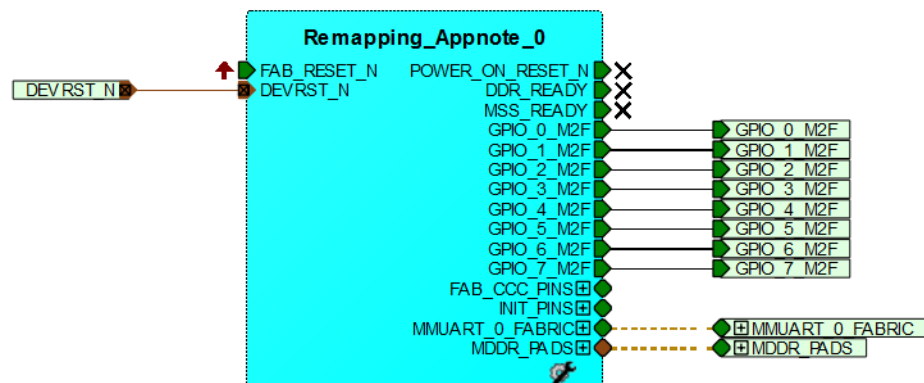 Remapping_Appnote_0
FAB_RESET_N POWER_ON_RESET_N
DEVRST_N DEVRST_N DDR_READY
MSS_READY
GPIO_0_M2F GPIO_0_M2F
GPIO_1_M2F GPIO_1_M2F
GPIO_2_M2F GPIO_2_M2F
GPIO_3_M2F GPIO_3_M2F
GPIO_4_M2F GPIO_4_M2F
GPIO_5_M2F GPIO_5_M2F
GPIO_6_M2F GPIO_6_M2F
GPIO_7_M2F GPIO_7_M2F
FAB_CCC_PINS
INIT_PINS
MMUART_0_FABRIC MMUART_0_FABRIC
MDDR_PADS MDDR_PADS